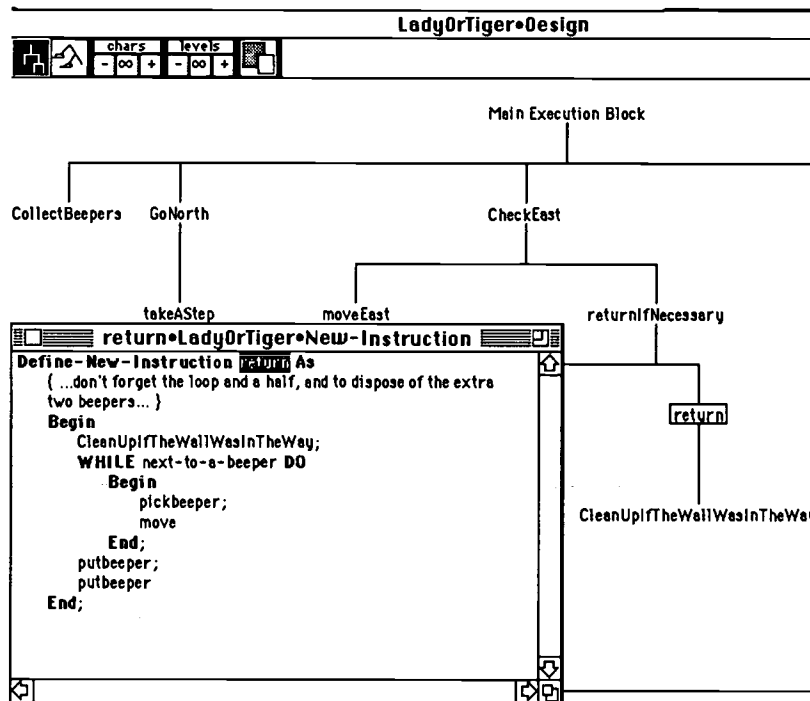 LadyOrTiger•Design
chars levels
- ∞ + - ∞ +
Main Execution Block
CollectBeepers GoNorth CheckEast
takeAStep moveEast returnIfNecessary
return•LadyOrTiger•New-Instruction
Define-New-Instruction return As
{ ...don't forget the loop and a half, and to dispose of the extra
two beepers... }
Begin
CleanUpIfTheWallWasInTheWay;
WHILE next-to-a-beeper DO
Begin
pickbeeper;
move
End;
putbeeper;
putbeeper
End;
return
CleanUpIfTheWallWasInTheWay